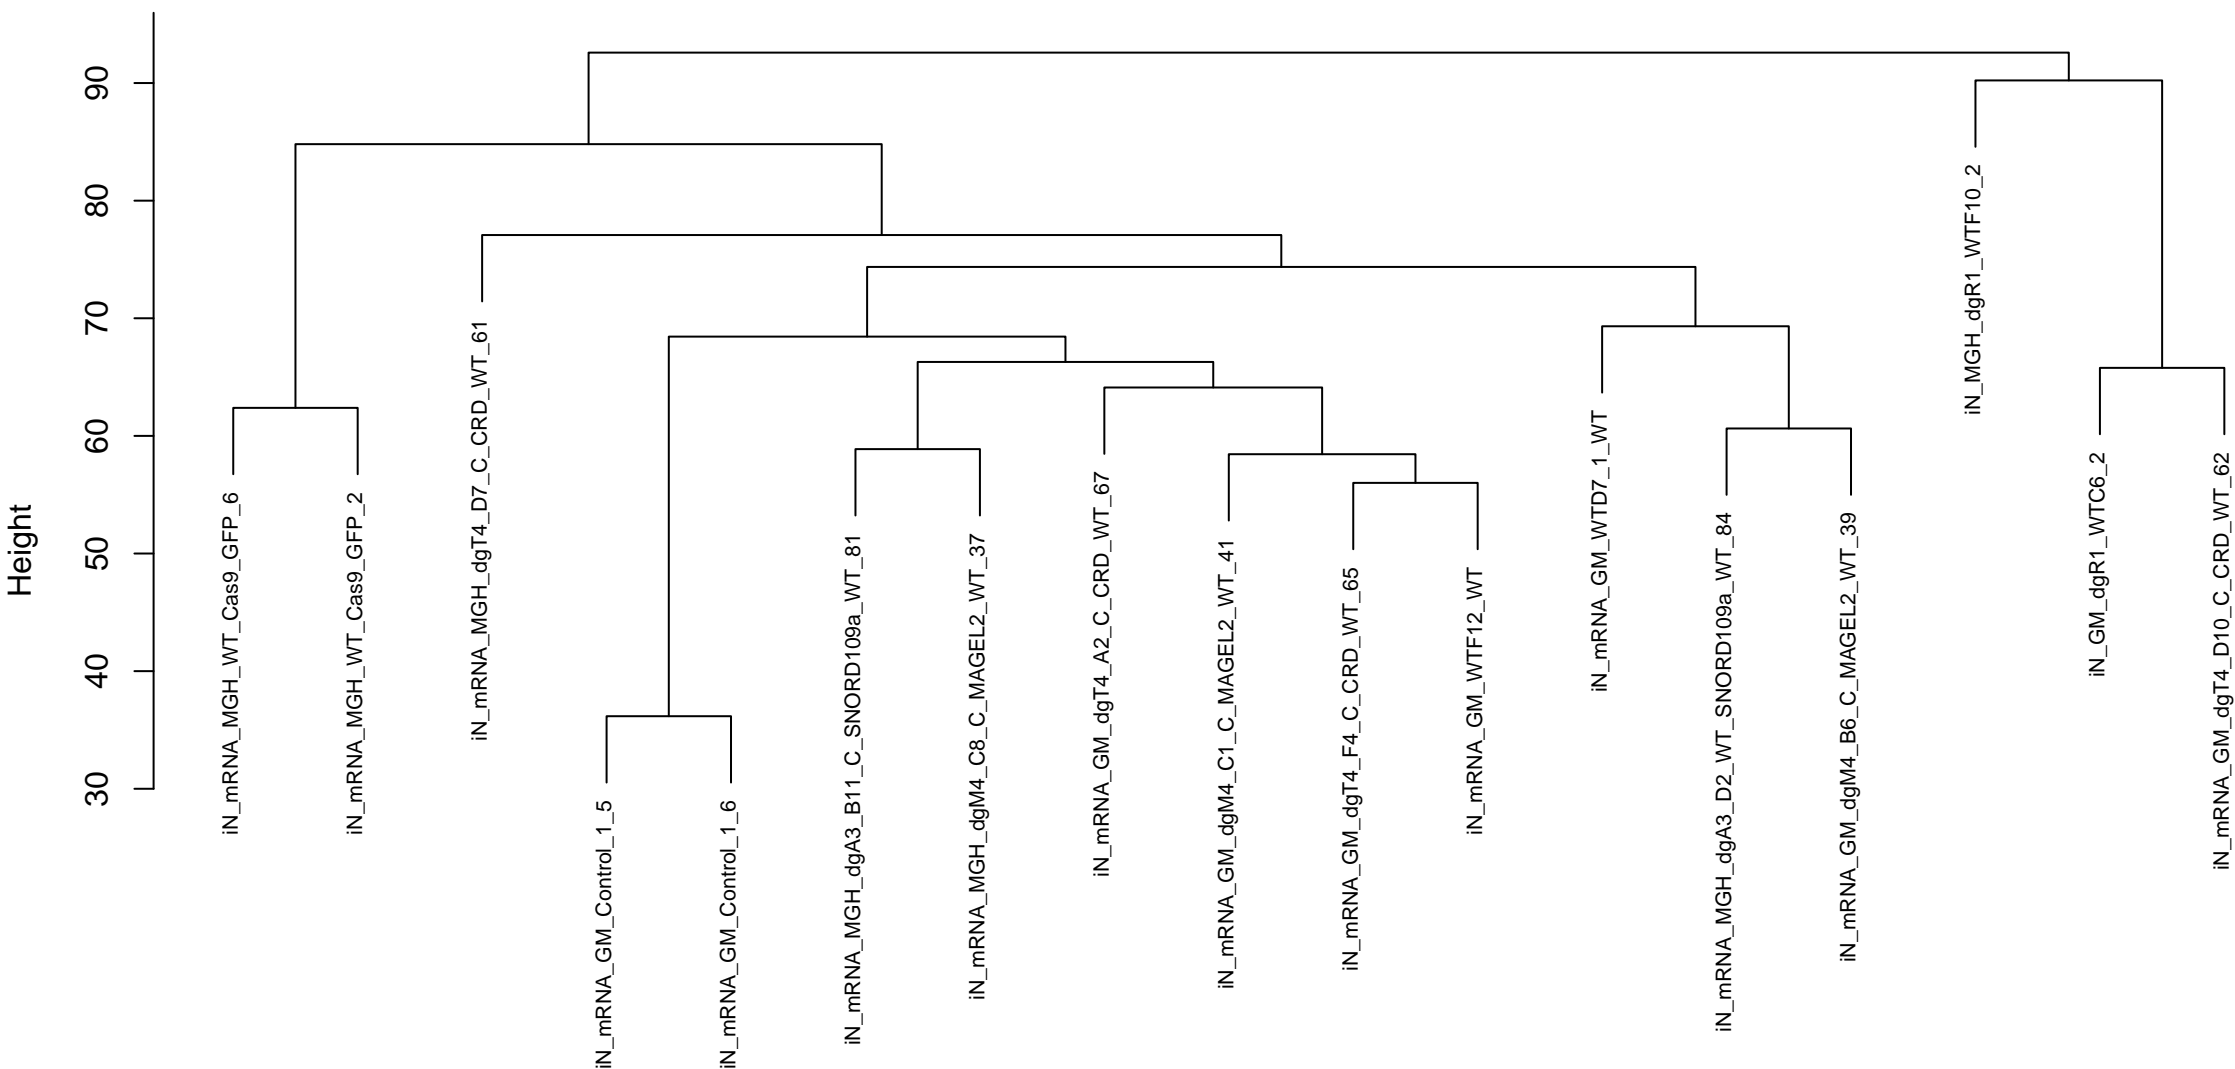 Height
90
80
70
60
50
40
30
iN_mRNA_MGH_WT_Cas9_GFP_6
iN_mRNA_MGH_WT_Cas9_GFP_2
iN_mRNA_MGH_dgT4_D7_C_CRD_WT_61
iN_mRNA_GM_Control_1_5
iN_mRNA_GM_Control_1_6
iN_mRNA_MGH_dgA3_B11_C_SNORD109a_WT_81
iN_mRNA_MGH_dgM4_C8_C_MAGEL2_WT_37
iN_mRNA_GM_dgT4_A2_C_CRD_WT_67
iN_mRNA_GM_dgM4_C1_C_MAGEL2_WT_41
iN_mRNA_GM_dgT4_F4_C_CRD_WT_65
iN_mRNA_GM_WTF12_WT
iN_mRNA_GM_WTD7_1_WT
iN_mRNA_MGH_dgA3_D2_WT_SNORD109a_WT_84
iN_mRNA_GM_dgM4_B6_C_MAGEL2_WT_39
iN_MGH_dgR1_WTF10_2
iN_GM_dgR1_WTC6_2
iN_mRNA_GM_dgT4_D10_C_CRD_WT_62